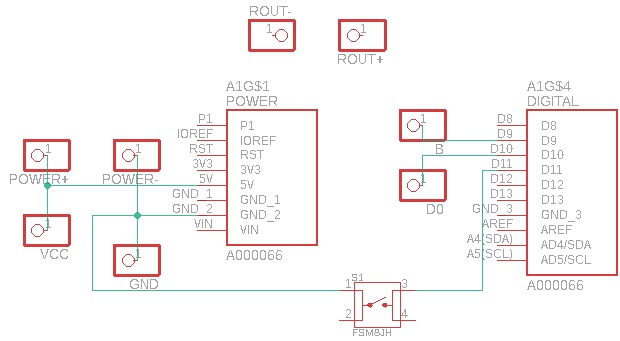 ROUT-
1
1
ROUT+
A1G$1
POWER
P1 P1
IOREF IOREF
RST RST
3V3 3V3
5V 5V
GND_1 GND_1
GND_2 GND_2
VIN VIN
A000066
1
POWER+
1
POWER-
1
VCC
1
GND
A1G$4
DIGITAL
D8 D8
D9 D9
D10 D10
D11 D11
D12 D12
D13 D13
GND_3 GND_3
AREF AREF
A4(SDA) AD4/SDA
A5(SCL) AD5/SCL
A000066
1
B
1
D0
S1
1 3
2 4
FSM8JH